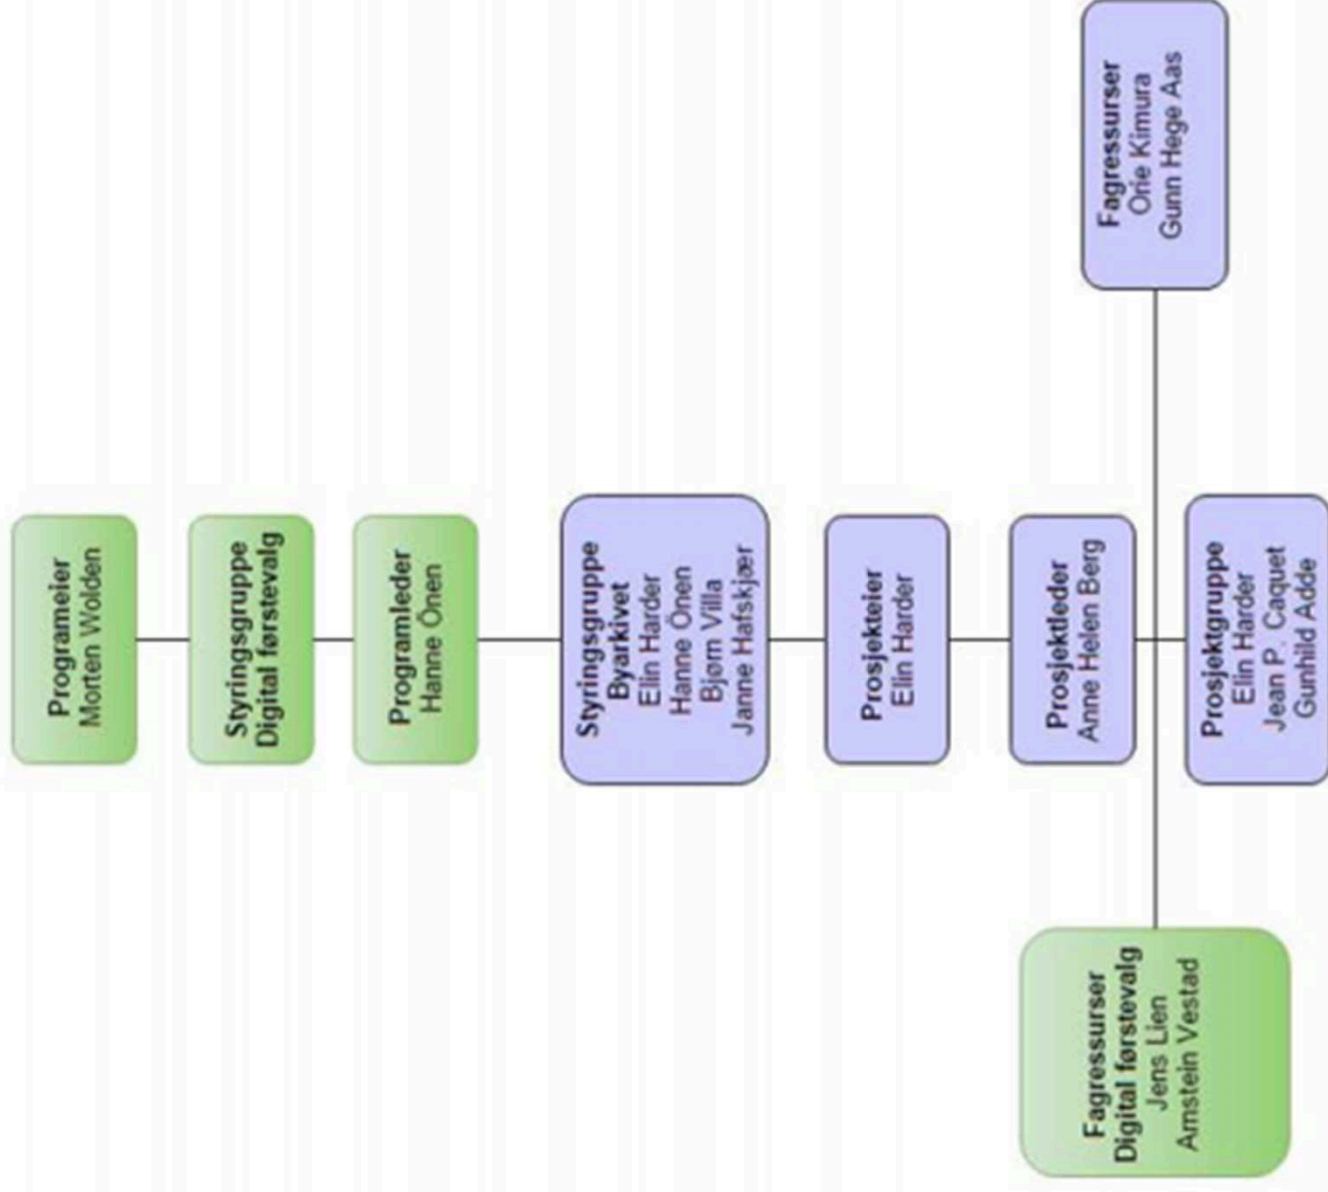 Programeier
Morten Wolden
Styringsgruppe
Digital førstevalg
Programleder
Hanne Önen
Styringsgruppe
Byarkivet
Elin Harder
Hanne Önen
Bjørn Villa
Janne Hafskjær
Prosjekteier
Elin Harder
Prosjektleder
Anne Helen Berg
Fagressurser
Digital førstevalg
Jens Lien
Arnstein Vestad
Prosjektgruppe
Elin Harder
Jean P. Caquet
Gunhild Adde
Fagressurser
Orie Kimura
Gunn Hege Aas